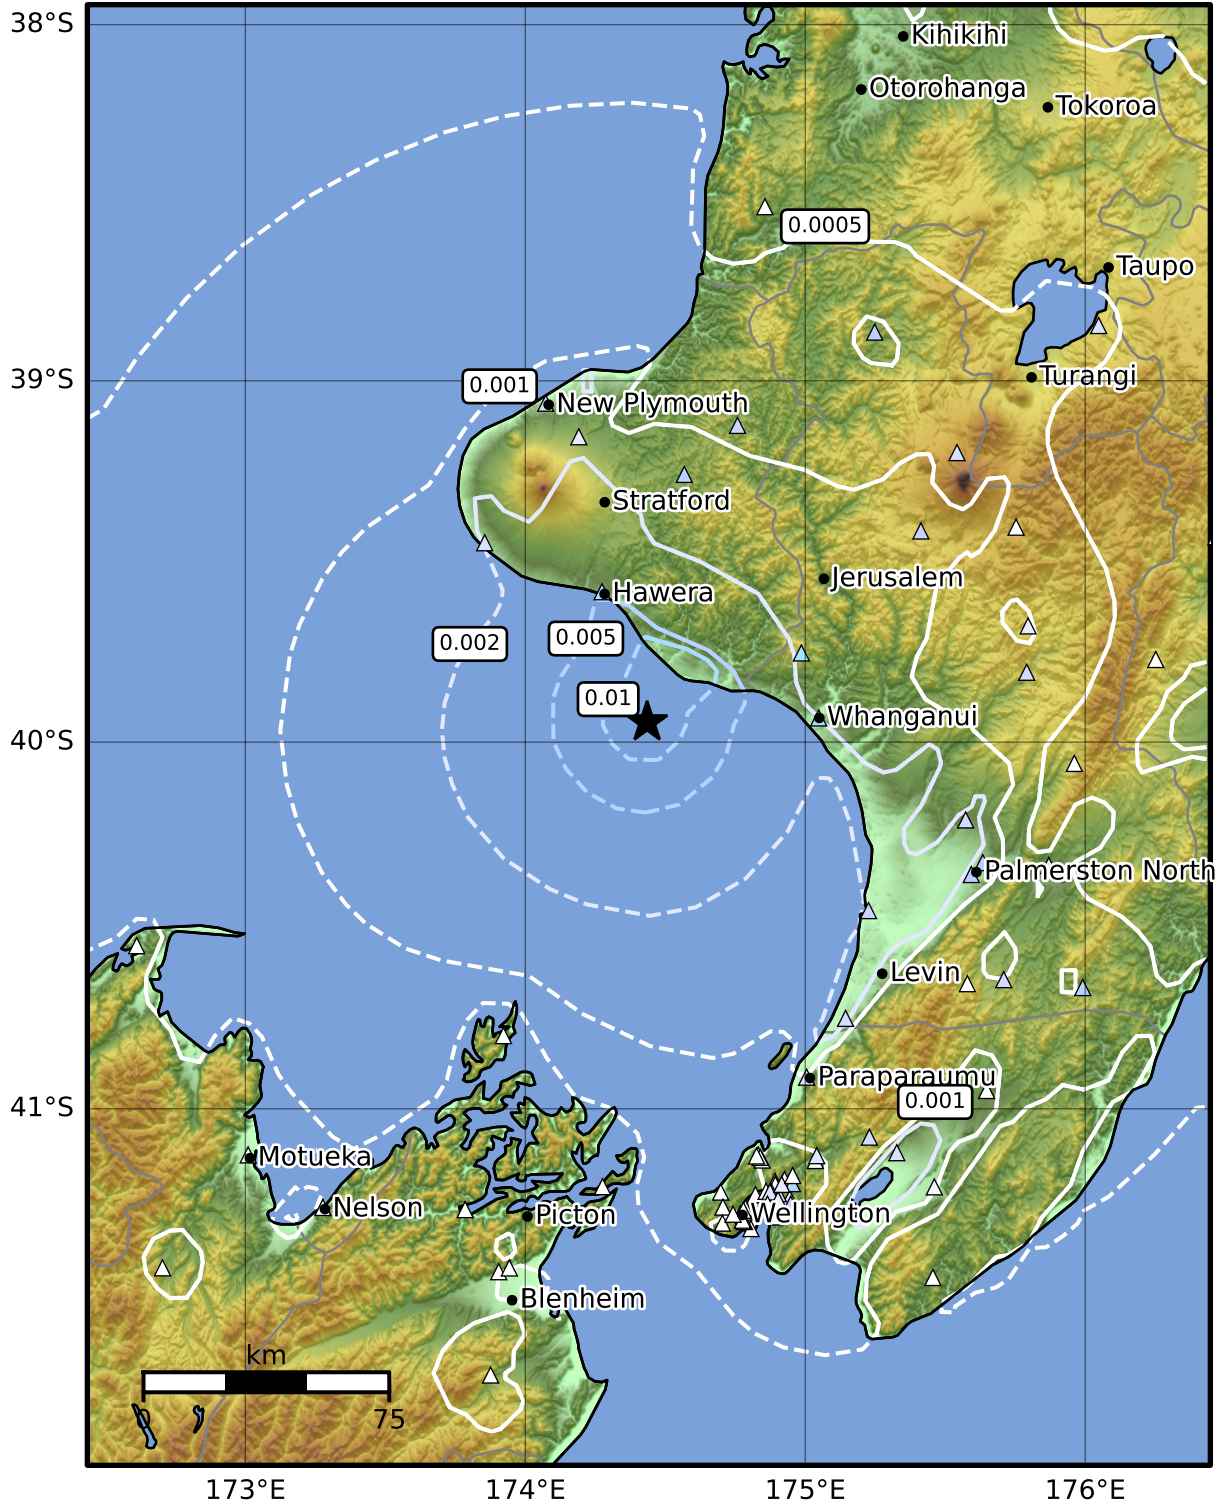 38°S
Kihikihi
Otorohanga
Tokoroa
0.0005
Taupo
39°S
0.001
Turangi
New Plymouth
Stratford
Jerusalem
Hawera
0.002
0.005
0.01
Whanganui
40°S
Palmerston North
Levin
Paraparaumu
0.001
41°S
Motueka
Nelson
Picton
Wellington
Blenheim
km
0
75
173°E
174°E
175°E
176°E